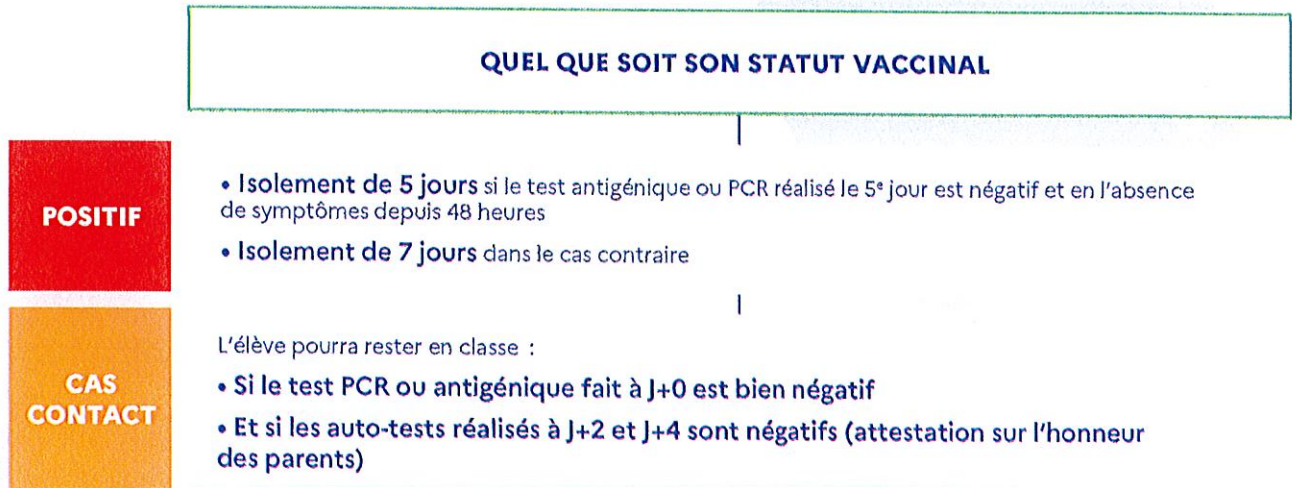 QUEL QUE SOIT SON STATUT VACCINAL
POSITIF
• Isolement de 5 jours si le test antigénique ou PCR réalisé le 5ᵉ jour est négatif et en l'absence
de symptômes depuis 48 heures
• Isolement de 7 jours dans le cas contraire
CAS
CONTACT
L'élève pourra rester en classe :
• Si le test PCR ou antigénique fait à J+0 est bien négatif
• Et si les auto-tests réalisés à J+2 et J+4 sont négatifs (attestation sur l'honneur
des parents)